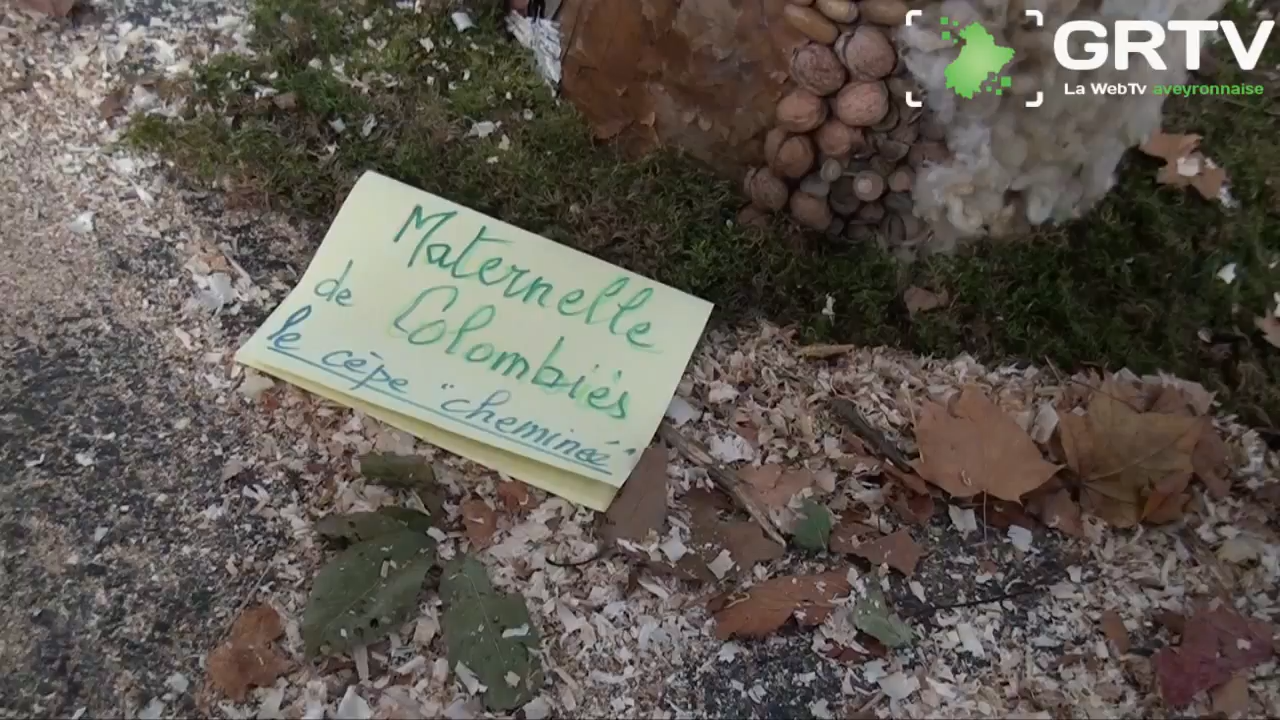 GRTV
La WebTv aveyronnaise
Maternelle
de Colombiès
le cèpe "cheminée"